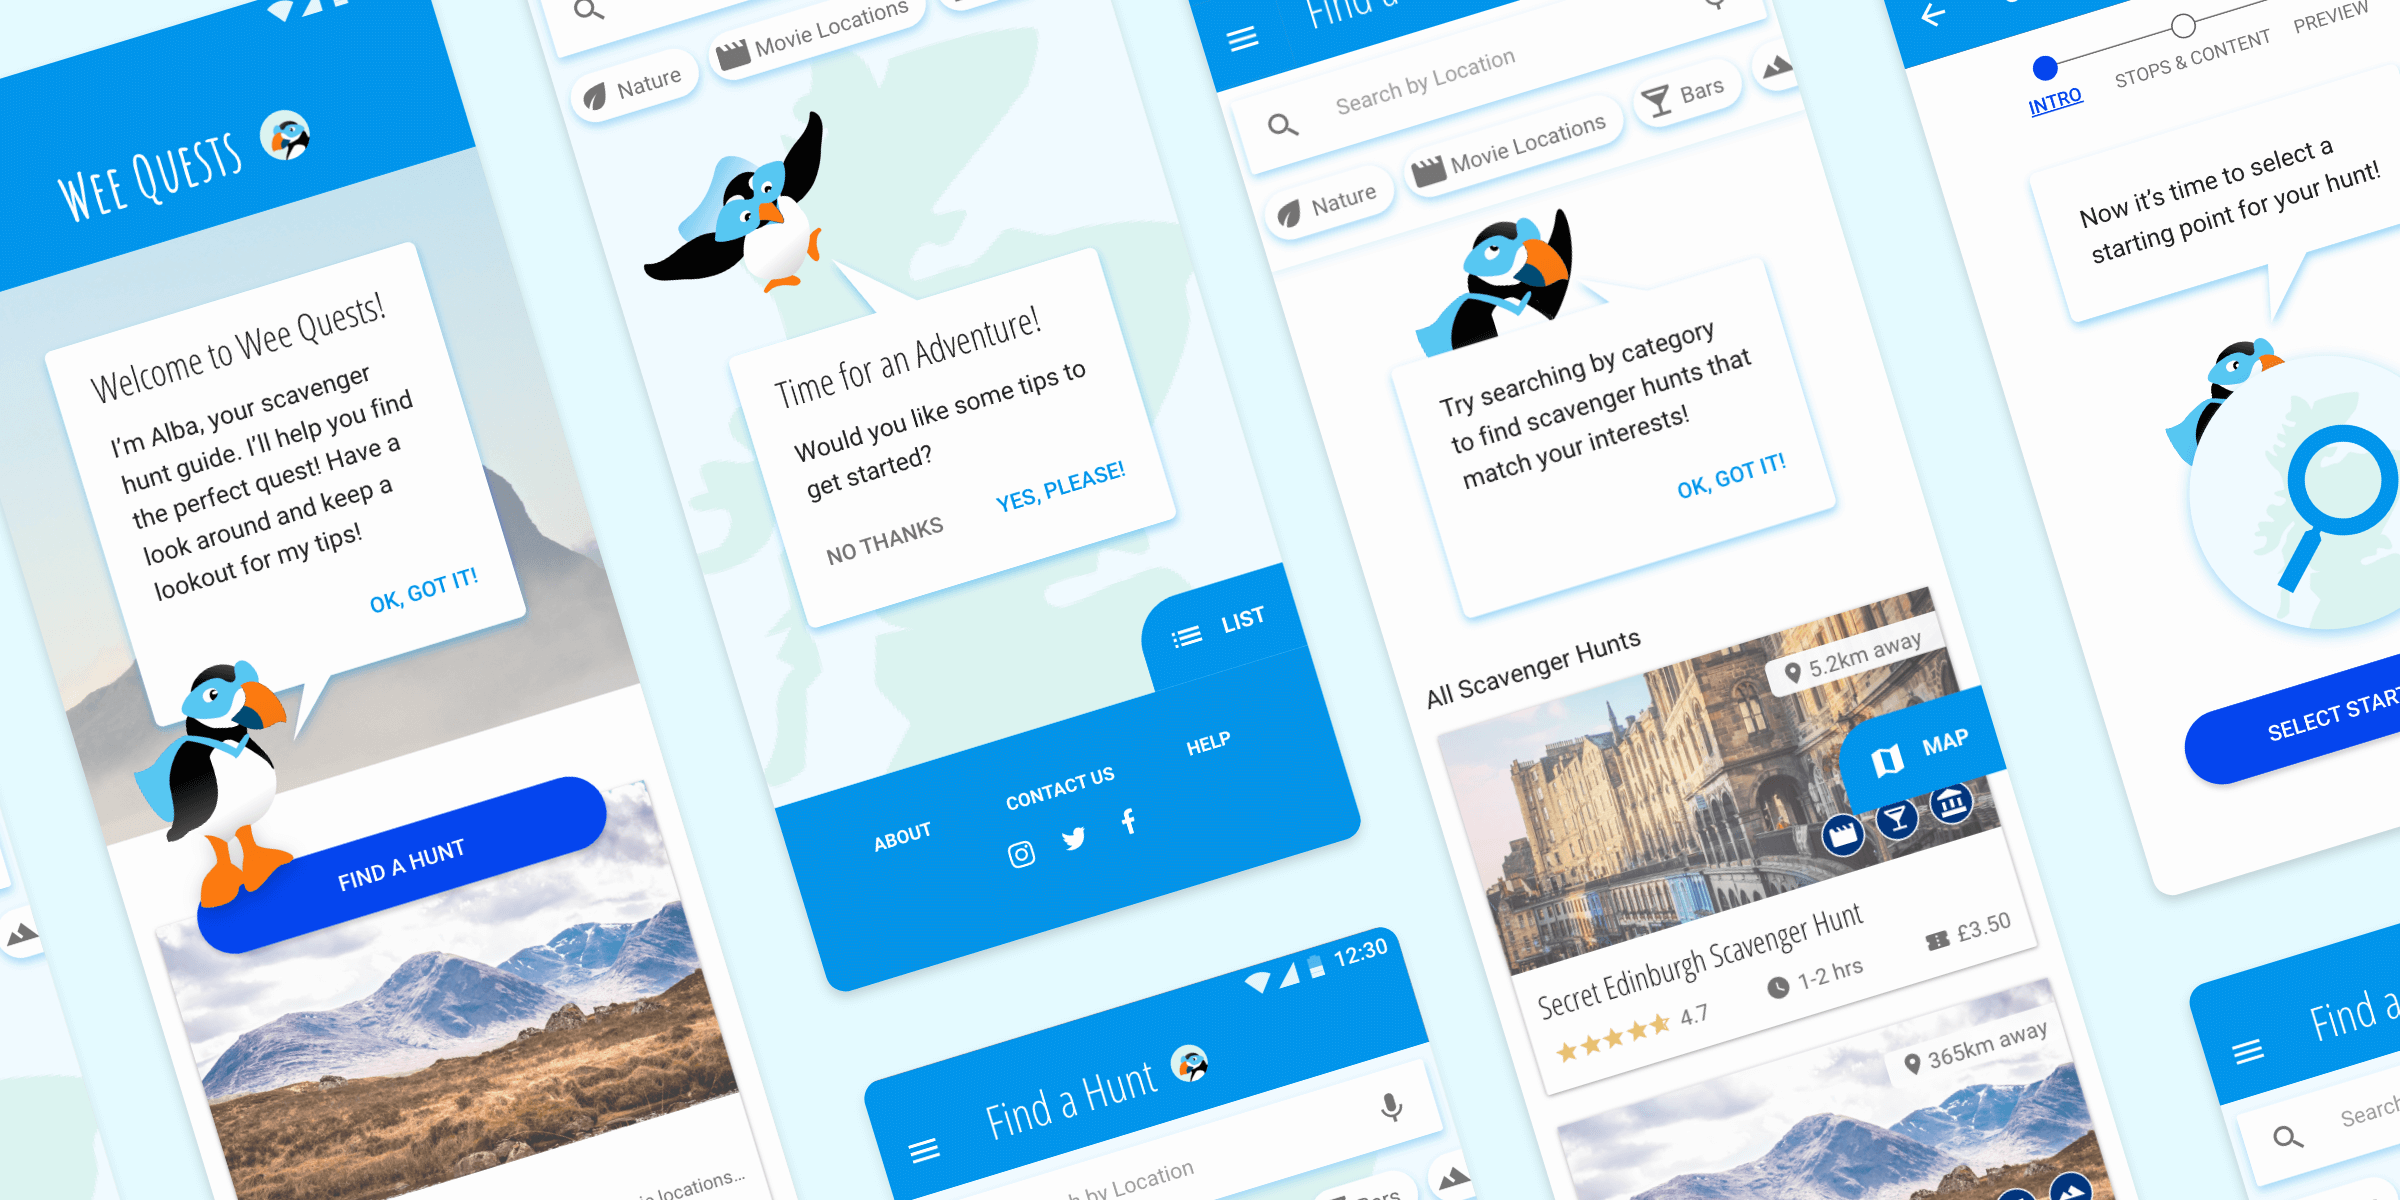 WEE QUESTS
Welcome to Wee Quests!
I'm Alba, your scavenger
hunt guide. I'll help you find
the perfect quest! Have a
look around and keep a
lookout for my tips!
OK, GOT IT!
FIND A HUNT
locations...
Nature
Movie Locations
Time for an Adventure!
Would you like some tips to
get started?
NO THANKS
YES, PLEASE!
LIST
ABOUT
CONTACT US
HELP
12:30
Find a Hunt
by Location
Find a
Search by Location
Nature
Movie Locations
Bars
Try searching by category
to find scavenger hunts that
match your interests!
OK, GOT IT!
All Scavenger Hunts
5.2km away
MAP
Secret Edinburgh Scavenger Hunt
4.7
1-2 hrs
£3.50
365km away
INTRO
STOPS & CONTENT
PREVIEW
Now it's time to select a
starting point for your hunt!
SELECT START
Find a
Search